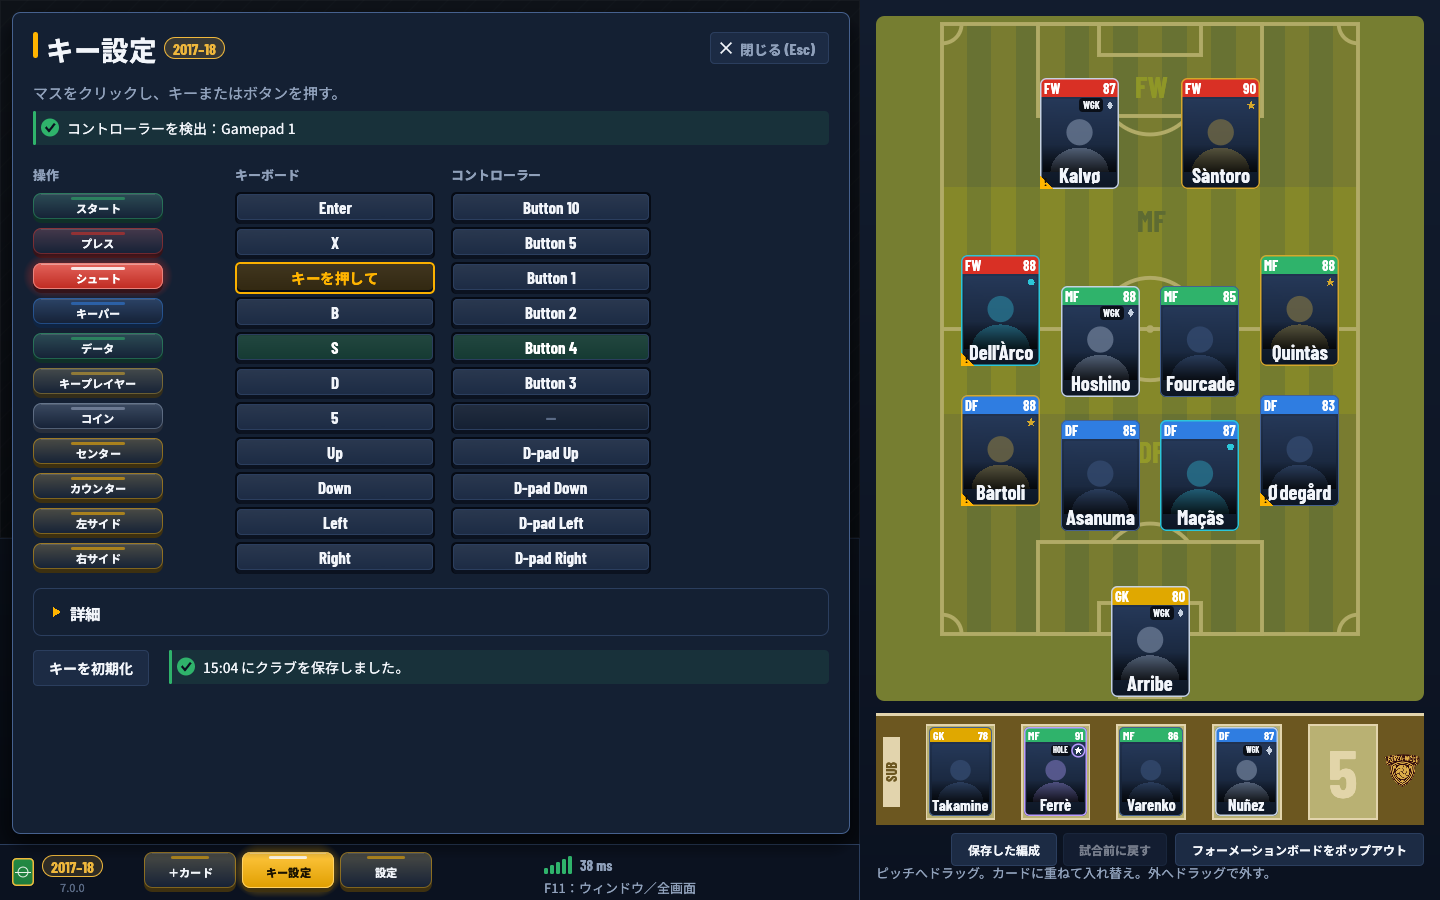 キー設定 2017-18
✕ 閉じる (Esc)
マスをクリックし、キーまたはボタンを押す。
コントローラーを検出：Gamepad 1
操作 キーボード コントローラー
スタート Enter Button 10
プレス X Button 5
シュート キーを押して Button 1
キーパー B Button 2
データ S Button 4
キープレイヤー D Button 3
コイン 5 —
センター Up D-pad Up
カウンター Down D-pad Down
左サイド Left D-pad Left
右サイド Right D-pad Right
詳細
キーを初期化
15:04 にクラブを保存しました。
2017-18
7.0.0
＋カード
キー設定
設定
38 ms
F11：ウィンドウ／全画面
FW
FW 87
WGK
Kalvø
FW 90
Sàntoro
MF
FW 88
Dell'Àrco
MF 88
WGK
Hoshino
MF 85
Fourcade
MF 88
Quintàs
DF
DF 88
Bàrtoli
DF 85
Asanuma
DF 87
Maçãs
DF 83
Ødegård
GK 80
WGK
Arribe
SUB
GK 78
Takamine
MF 91
HOLE
Ferrè
MF 86
Varenko
DF 87
WGK
Nuñez
5
保存した編成
試合前に戻す
フォーメーションボードをポップアウト
ピッチへドラッグ。カードに重ねて入れ替え。外へドラッグで外す。